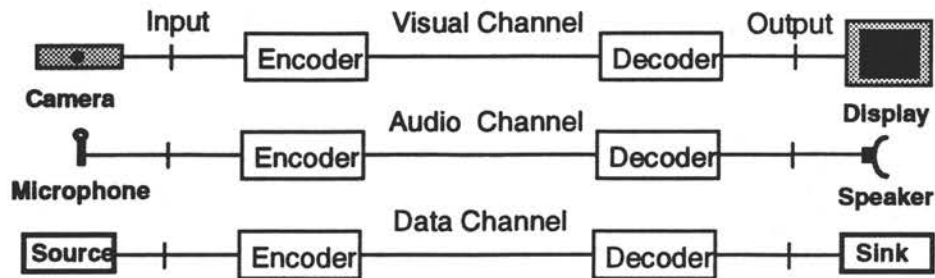 Input Visual Channel Output
Encoder Decoder
Camera Display
Audio Channel
Encoder Decoder
Microphone Speaker
Data Channel
Source Encoder Decoder Sink